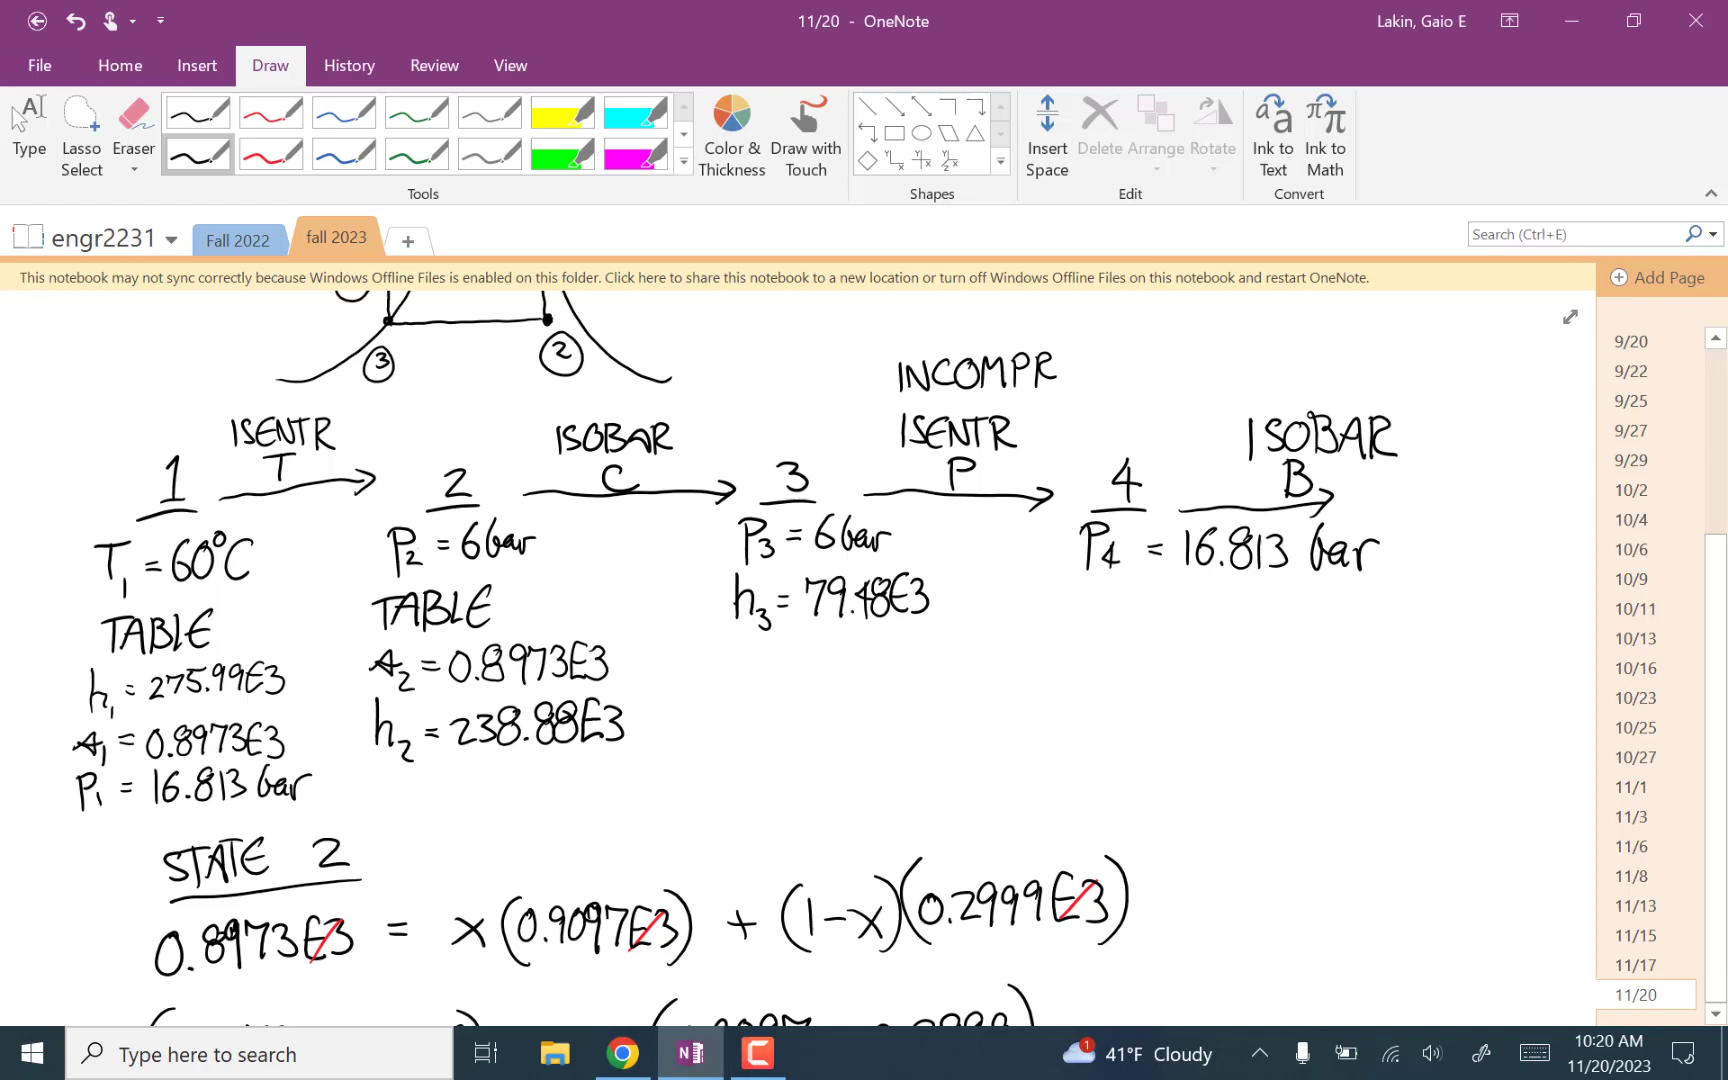 11/20 - OneNote
Lakin, Gaio E
File Home Insert Draw History Review View
Type
Lasso Select
Eraser
Color & Thickness
Draw with Touch
Insert Space
Delete Arrange Rotate
Ink to Text
Ink to Math
Tools Shapes Edit Convert
engr2231
Fall 2022
fall 2023
Search (Ctrl+E)
This notebook may not sync correctly because Windows Offline Files is enabled on this folder. Click here to share this notebook to a new location or turn off Windows Offline Files on this notebook and restart OneNote.
Add Page
3 2
INCOMPR
ISENTR ISOBAR ISENTR ISOBAR
1 T 2 C 3 P 4 B
T₁ = 60°C
TABLE
h₁ = 275.99E3
s₁ = 0.8973E3
P₁ = 16.813 bar
P₂ = 6bar
TABLE
s₂ = 0.8973E3
h₂ = 238.88E3
P₃ = 6bar
h₃ = 79.48E3
P₄ = 16.813 bar
STATE 2
0.8973E3 = x(0.9097E3) + (1-x)(0.2999E3)
9/20
9/22
9/25
9/27
9/29
10/2
10/4
10/6
10/9
10/11
10/13
10/16
10/23
10/25
10/27
11/1
11/3
11/6
11/8
11/13
11/15
11/17
11/20
Type here to search
1
41°F Cloudy
10:20 AM
11/20/2023